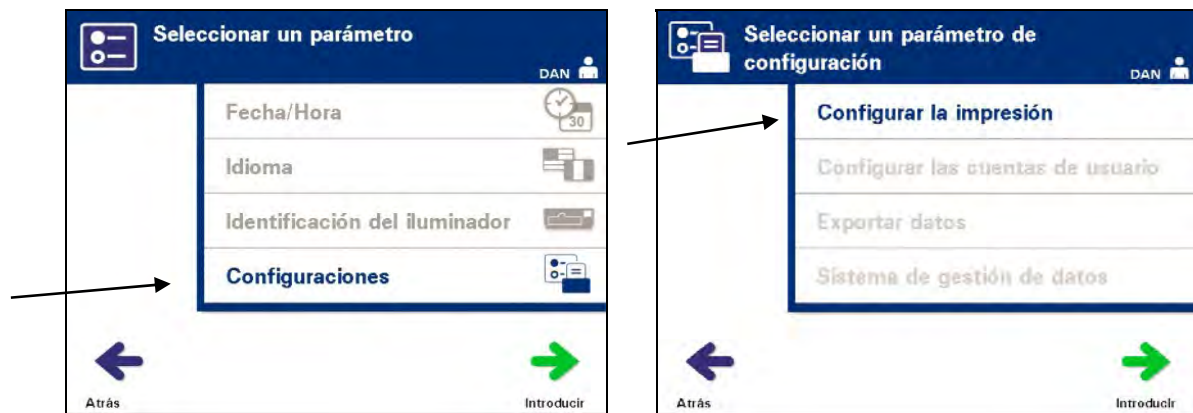 Seleccionar un parámetro
DAN
Fecha/Hora
30
Idioma
Identificación del iluminador
Configuraciones
Atrás
Introducir
Seleccionar un parámetro de
configuración
DAN
Configurar la impresión
Configurar las cuentas de usuario
Exportar datos
Sistema de gestión de datos
Atrás
Introducir